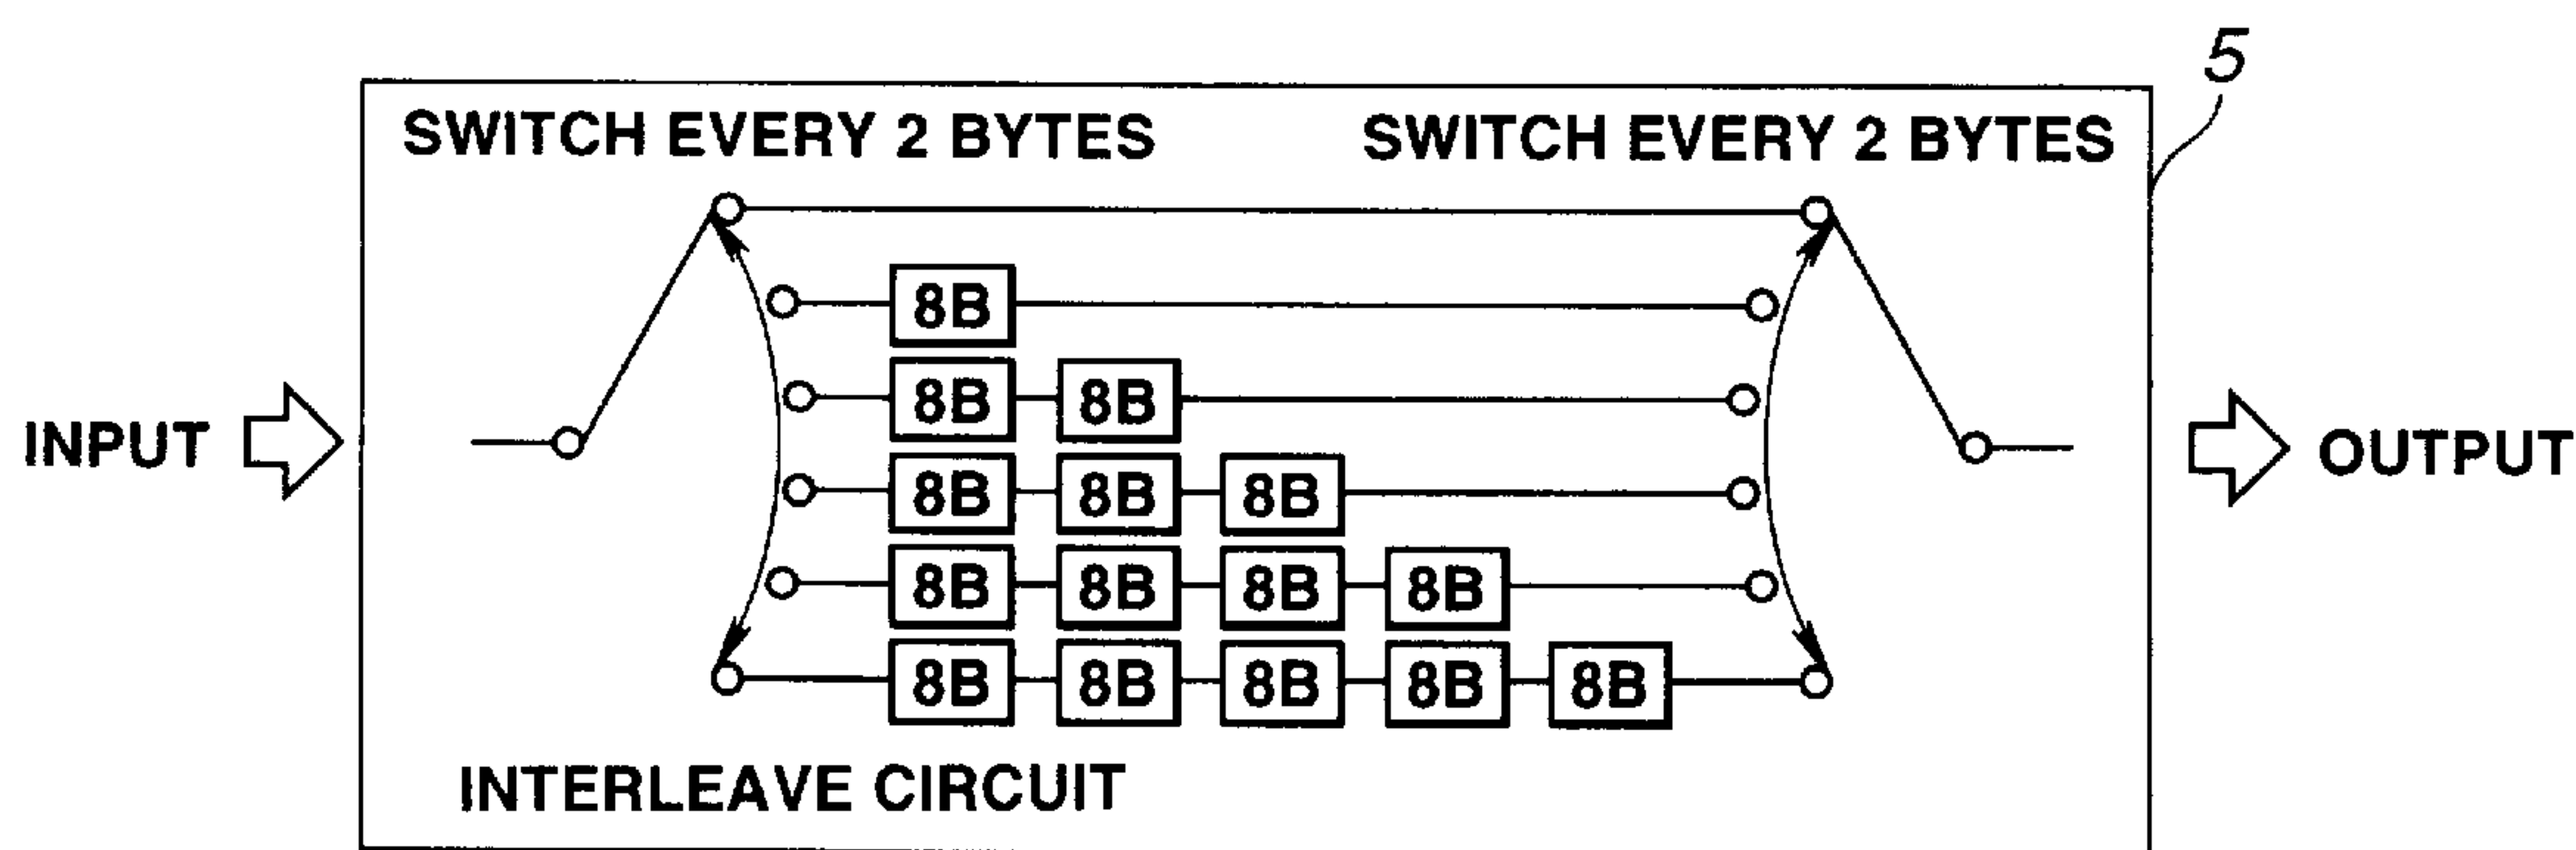 5
SWITCH EVERY 2 BYTES SWITCH EVERY 2 BYTES
8B
8B 8B
INPUT 8B 8B 8B OUTPUT
8B 8B 8B 8B
8B 8B 8B 8B 8B
INTERLEAVE CIRCUIT